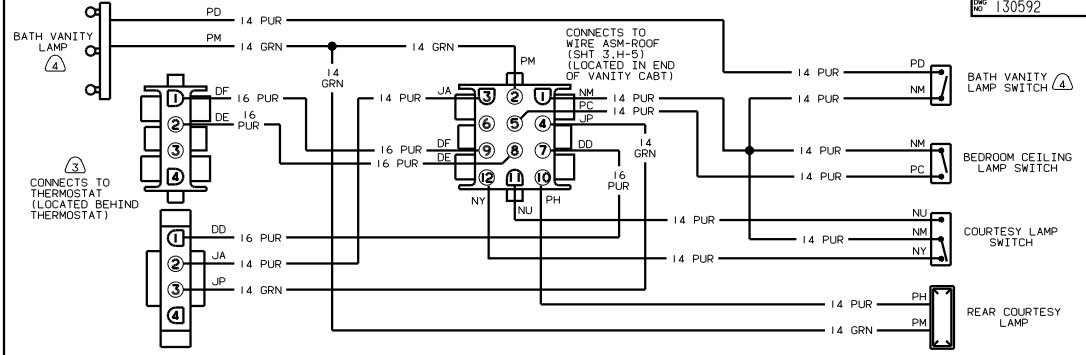 DWG NO 130592
PD 14 PUR
BATH VANITY LAMP
4
PM 14 GRN 14 GRN
14 GRN
CONNECTS TO
WIRE ASM-ROOF
(SHT 3,H-5)
(LOCATED IN END
OF VANITY CABT)
PM
14 PUR PD
14 PUR NM
BATH VANITY
LAMP SWITCH
4
1 DF 16 PUR
2 DE 16 PUR
3
4
14 PUR JA
3 2 1
6 5 4
9 8 7
12 11 10
NM 14 PUR
PC 14 PUR
JP
14 GRN
DD
16 PUR
16 PUR DF
16 PUR DE
NY
NU
PH
3
CONNECTS TO
THERMOSTAT
(LOCATED BEHIND
THERMOSTAT)
14 PUR NM
14 PUR PC
BEDROOM CEILING
LAMP SWITCH
14 PUR NU
14 PUR NM
14 PUR NY
COURTESY LAMP
SWITCH
1 DD 16 PUR
2 JA 14 PUR
3 JP 14 GRN
4
14 PUR PH
14 GRN PM
REAR COURTESY
LAMP